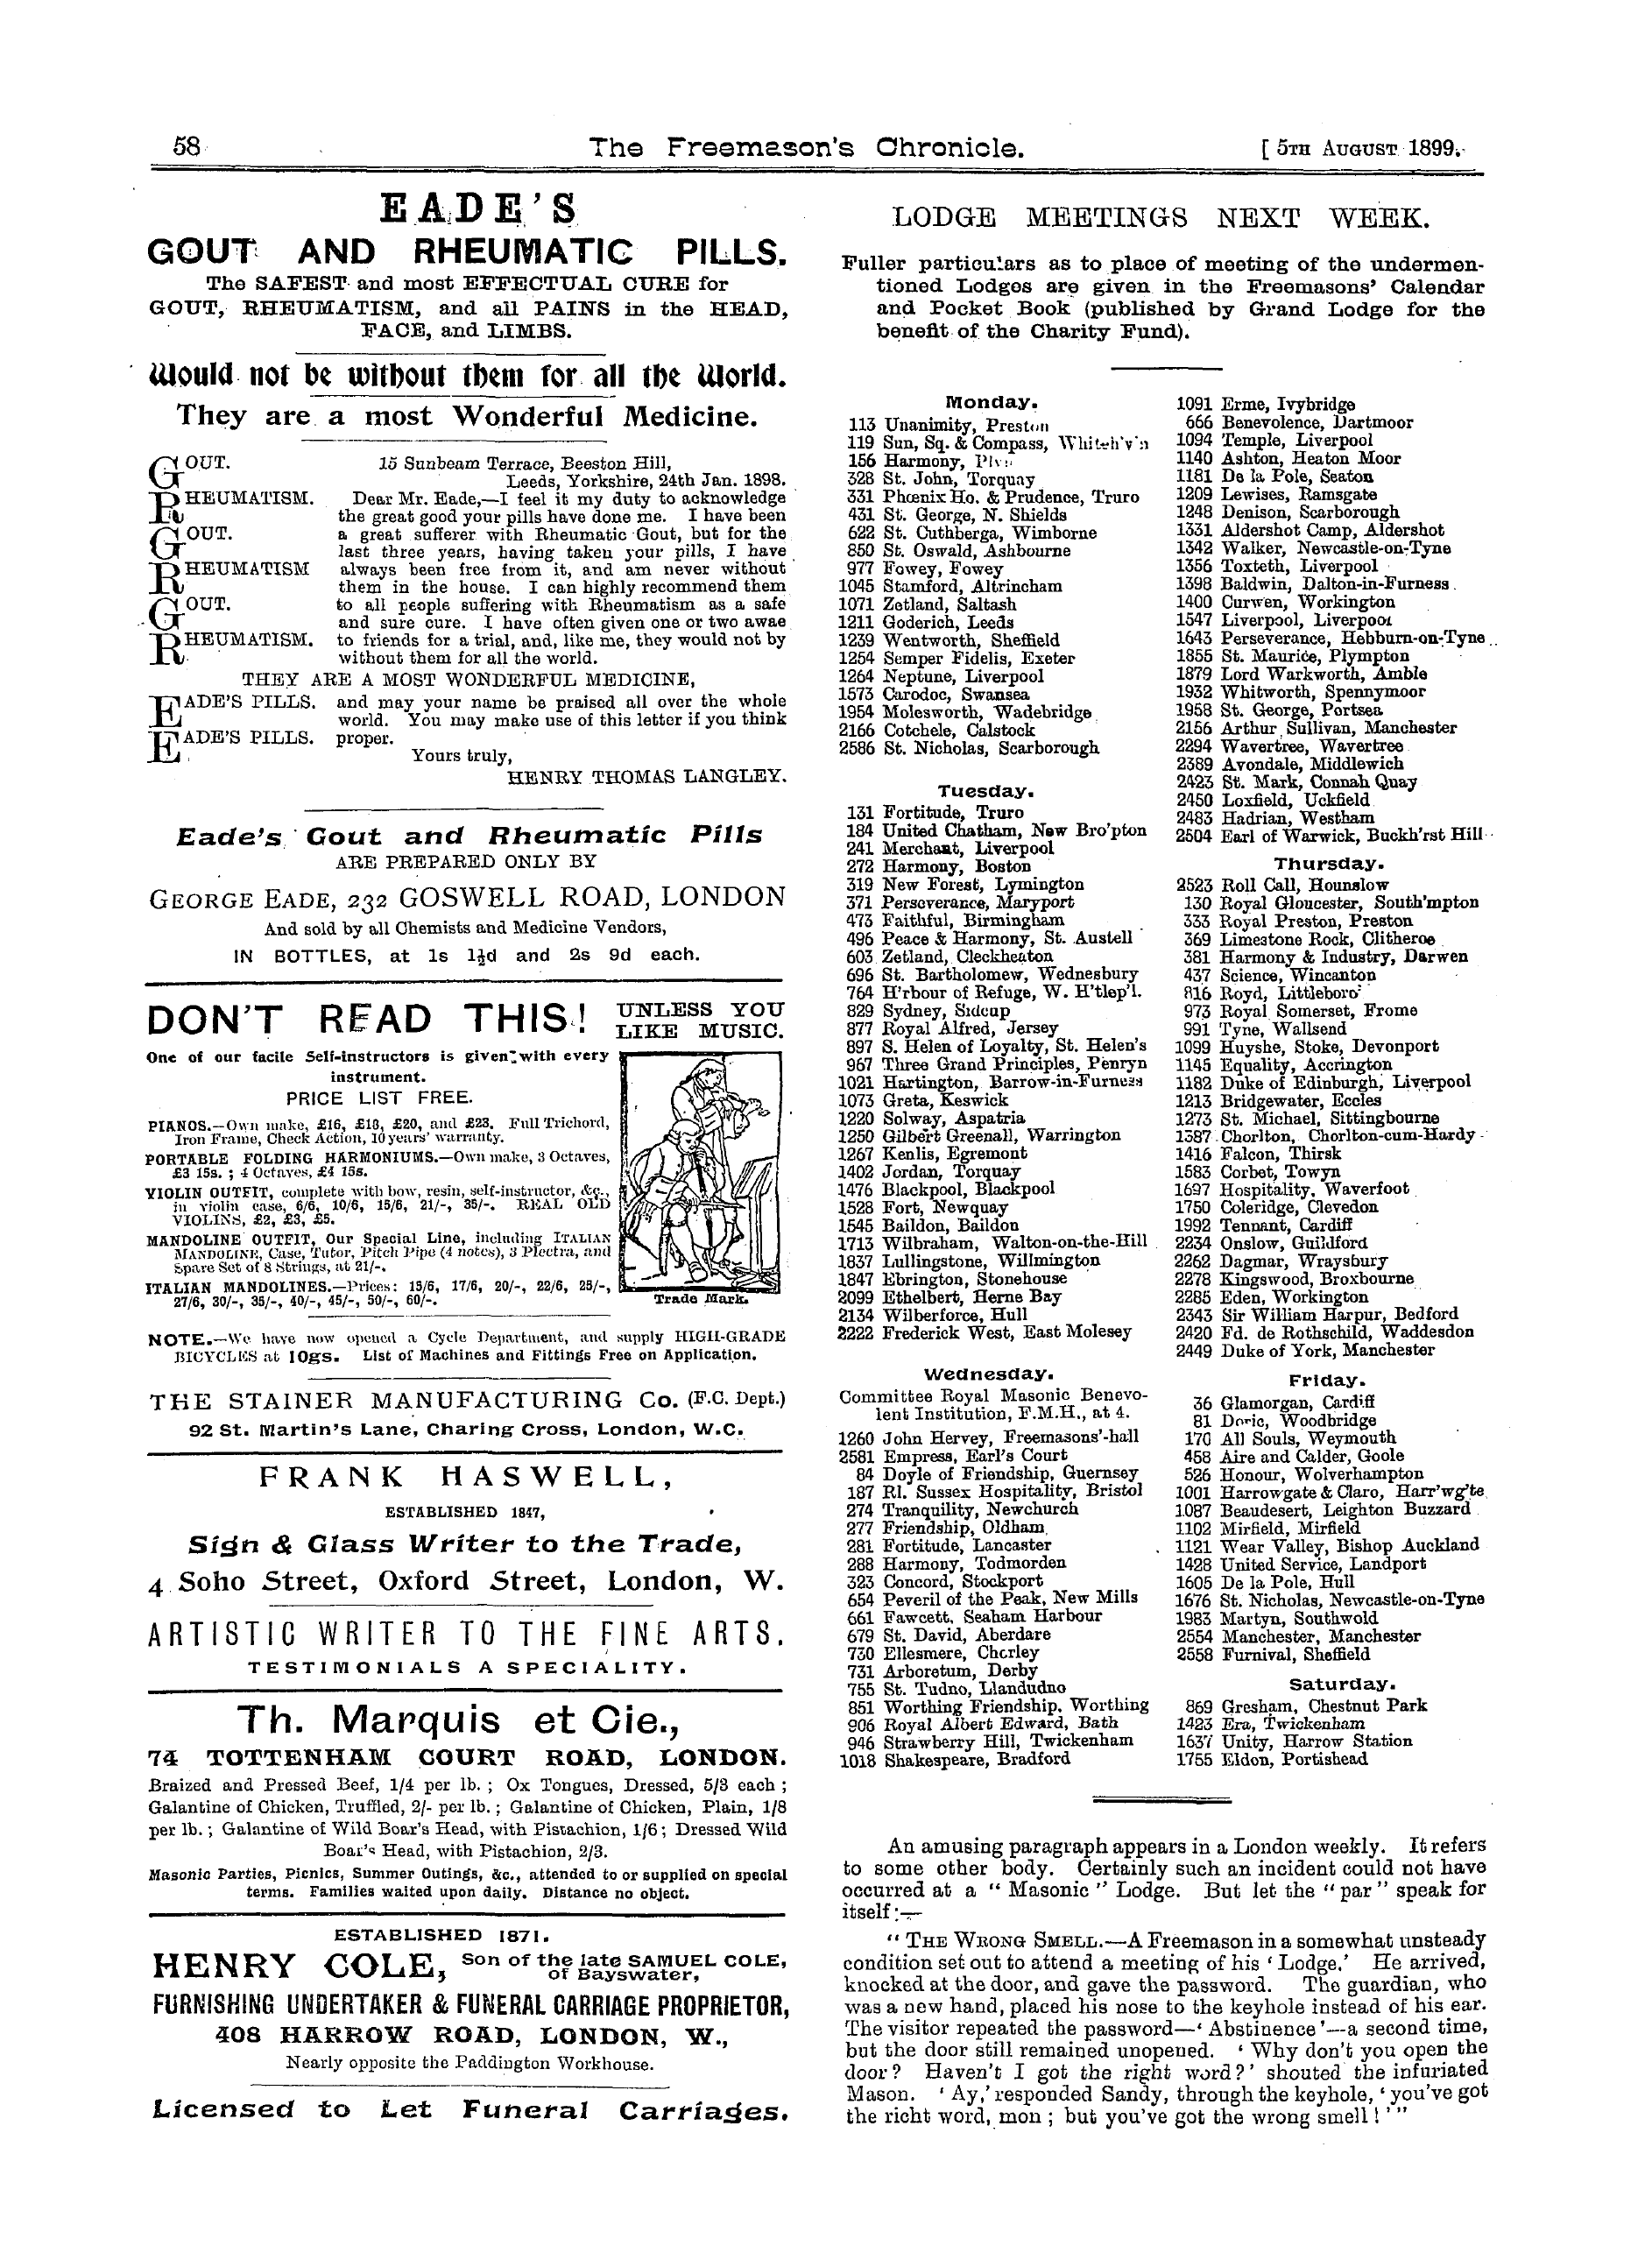 58
The Freemason's Chronicle.
[ 5TH AUGUST 1899.
EADE'S
GOUT AND RHEUMATIC PILLS.
The SAFEST and most EFFECTUAL CURE for
GOUT, RHEUMATISM, and all PAINS in the HEAD,
FACE, and LIMBS.
Would not be without them for all the World.
They are a most Wonderful Medicine.
GOUT.
RHEUMATISM.
GOUT.
RHEUMATISM
GOUT.
RHEUMATISM.
15 Sunbeam Terrace, Beeston Hill,
Leeds, Yorkshire, 24th Jan. 1898.
Dear Mr. Eade,—I feel it my duty to acknowledge
the great good your pills have done me. I have been
a great sufferer with Rheumatic Gout, but for the
last three years, having taken your pills, I have
always been free from it, and am never without
them in the house. I can highly recommend them
to all people suffering with Rheumatism as a safe
and sure cure. I have often given one or two awae
to friends for a trial, and, like me, they would not by
without them for all the world.
THEY ARE A MOST WONDERFUL MEDICINE,
EADE'S PILLS.
EADE'S PILLS.
and may your name be praised all over the whole
world. You may make use of this letter if you think
proper.
Yours truly,
HENRY THOMAS LANGLEY.
Eade's Gout and Rheumatic Pills
ARE PREPARED ONLY BY
GEORGE EADE, 232 GOSWELL ROAD, LONDON
And sold by all Chemists and Medicine Vendors,
IN BOTTLES, at 1s 1½d and 2s 9d each.
DON'T READ THIS! UNLESS YOU
LIKE MUSIC.
One of our facile Self-instructors is given with every
instrument.
PRICE LIST FREE.
PIANOS.—Own make, £16, £18, £20, and £23. Full Trichord,
Iron Frame, Check Action, 10 years' warranty.
PORTABLE FOLDING HARMONIUMS.—Own make, 3 Octaves,
£3 15s. ; 4 Octaves, £4 15s.
VIOLIN OUTFIT, complete with bow, resin, self-instructor, &c.,
in violin case, 6/6, 10/6, 15/6, 21/-, 35/-. REAL OLD
VIOLINS, £2, £3, £5.
MANDOLINE OUTFIT, Our Special Line, including ITALIAN
MANDOLINE, Case, Tutor, Pitch Pipe (4 notes), 3 Plectra, and
Spare Set of 8 Strings, at 21/-.
ITALIAN MANDOLINES.—Prices: 15/6, 17/6, 20/-, 22/6, 25/-,
27/6, 30/-, 35/-, 40/-, 45/-, 50/-, 60/-.
Trade Mark.
NOTE.—We have now opened a Cycle Department, and supply HIGH-GRADE
BICYCLES at 10gs. List of Machines and Fittings Free on Application.
THE STAINER MANUFACTURING Co. (F.C. Dept.)
92 St. Martin's Lane, Charing Cross, London, W.C.
FRANK HASWELL,
ESTABLISHED 1847,
Sign & Glass Writer to the Trade,
4 Soho Street, Oxford Street, London, W.
ARTISTIC WRITER TO THE FINE ARTS.
TESTIMONIALS A SPECIALITY.
Th. Marquis et Cie.,
74 TOTTENHAM COURT ROAD, LONDON.
Braized and Pressed Beef, 1/4 per lb. ; Ox Tongues, Dressed, 5/3 each ;
Galantine of Chicken, Truffled, 2/- per lb. ; Galantine of Chicken, Plain, 1/8
per lb. ; Galantine of Wild Boar's Head, with Pistachion, 1/6 ; Dressed Wild
Boar's Head, with Pistachion, 2/3.
Masonic Parties, Picnics, Summer Outings, &c., attended to or supplied on special
terms. Families waited upon daily. Distance no object.
ESTABLISHED 1871.
HENRY COLE, Son of the late SAMUEL COLE,
of Bayswater,
FURNISHING UNDERTAKER & FUNERAL CARRIAGE PROPRIETOR,
408 HARROW ROAD, LONDON, W.,
Nearly opposite the Paddington Workhouse.
Licensed to Let Funeral Carriages.
LODGE MEETINGS NEXT WEEK.
Fuller particulars as to place of meeting of the undermen-
tioned Lodges are given in the Freemasons' Calendar
and Pocket Book (published by Grand Lodge for the
benefit of the Charity Fund).
Monday.
113 Unanimity, Preston
119 Sun, Sq. & Compass, Whiteh'v'n
156 Harmony,
328 St. John, Torquay
331 Phœnix Ho. & Prudence, Truro
431 St. George, N. Shields
622 St. Cuthberga, Wimborne
850 St. Oswald, Ashbourne
977 Fowey, Fowey
1045 Stamford, Altrincham
1071 Zetland, Saltash
1211 Goderich, Leeds
1239 Wentworth, Sheffield
1254 Semper Fidelis, Exeter
1264 Neptune, Liverpool
1573 Carodoc, Swansea
1954 Molesworth, Wadebridge
2166 Cotehele, Calstock
2586 St. Nicholas, Scarborough
Tuesday.
131 Fortitude, Truro
184 United Chatham, New Bro'pton
241 Merchant, Liverpool
272 Harmony, Boston
319 New Forest, Lymington
371 Perseverance, Maryport
473 Faithful, Birmingham
496 Peace & Harmony, St. Austell
603 Zetland, Cleckheaton
696 St. Bartholomew, Wednesbury
764 H'rbour of Refuge, W. H'tlep'l.
829 Sydney, Sidcup
877 Royal Alfred, Jersey
897 S. Helen of Loyalty, St. Helen's
967 Three Grand Principles, Penryn
1021 Hartington, Barrow-in-Furness
1073 Greta, Keswick
1220 Solway, Aspatria
1250 Gilbert Greenall, Warrington
1267 Kenlis, Egremont
1402 Jordan, Torquay
1476 Blackpool, Blackpool
1528 Fort, Newquay
1545 Baildon, Baildon
1713 Wilbraham, Walton-on-the-Hill
1837 Lullingstone, Willmington
1847 Ebrington, Stonehouse
2099 Ethelbert, Herne Bay
2134 Wilberforce, Hull
2222 Frederick West, East Molesey
Wednesday.
Committee Royal Masonic Benevo-
lent Institution, F.M.H., at 4.
1260 John Hervey, Freemasons'-hall
2581 Empress, Earl's Court
84 Doyle of Friendship, Guernsey
187 Rl. Sussex Hospitality, Bristol
274 Tranquility, Newchurch
277 Friendship, Oldham
281 Fortitude, Lancaster
288 Harmony, Todmorden
323 Concord, Stockport
654 Peveril of the Peak, New Mills
661 Fawcett, Seaham Harbour
679 St. David, Aberdare
730 Ellesmere, Chorley
731 Arboretum, Derby
755 St. Tudno, Llandudno
851 Worthing Friendship, Worthing
906 Royal Albert Edward, Bath
946 Strawberry Hill, Twickenham
1018 Shakespeare, Bradford
1091 Erme, Ivybridge
666 Benevolence, Dartmoor
1094 Temple, Liverpool
1140 Ashton, Heaton Moor
1181 De la Pole, Seaton
1209 Lewises, Ramsgate
1248 Denison, Scarborough
1331 Aldershot Camp, Aldershot
1342 Walker, Newcastle-on-Tyne
1356 Toxteth, Liverpool
1398 Baldwin, Dalton-in-Furness
1400 Curwen, Workington
1547 Liverpool, Liverpool
1643 Perseverance, Hebburn-on-Tyne
1855 St. Maurice, Plympton
1879 Lord Warkworth, Amble
1932 Whitworth, Spennymoor
1958 St. George, Portsea
2156 Arthur Sullivan, Manchester
2294 Wavertree, Wavertree
2389 Avondale, Middlewich
2423 St. Mark, Connah Quay
2450 Loxfield, Uckfield
2483 Hadrian, Westham
2504 Earl of Warwick, Buckh'rst Hill
Thursday.
2523 Roll Call, Hounslow
130 Royal Gloucester, South'mpton
333 Royal Preston, Preston
369 Limestone Rock, Clitheroe
381 Harmony & Industry, Darwen
437 Science, Wincanton
816 Royd, Littleboro'
973 Royal Somerset, Frome
991 Tyne, Wallsend
1099 Huyshe, Stoke, Devonport
1145 Equality, Accrington
1182 Duke of Edinburgh, Liverpool
1213 Bridgewater, Eccles
1273 St. Michael, Sittingbourne
1387 Chorlton, Chorlton-cum-Hardy
1416 Falcon, Thirsk
1583 Corbet, Towyn
1697 Hospitality, Waverfoot
1750 Coleridge, Clevedon
1992 Tennant, Cardiff
2234 Onslow, Guildford
2262 Dagmar, Wraysbury
2278 Kingswood, Broxbourne
2285 Eden, Workington
2343 Sir William Harpur, Bedford
2420 Fd. de Rothschild, Waddesdon
2449 Duke of York, Manchester
Friday.
36 Glamorgan, Cardiff
81 Doric, Woodbridge
170 All Souls, Weymouth
458 Aire and Calder, Goole
526 Honour, Wolverhampton
1001 Harrowgate & Claro, Harr'wg'te
1087 Beaudesert, Leighton Buzzard
1102 Mirfield, Mirfield
1121 Wear Valley, Bishop Auckland
1428 United Service, Landport
1605 De la Pole, Hull
1676 St. Nicholas, Newcastle-on-Tyne
1983 Martyn, Southwold
2554 Manchester, Manchester
2558 Furnival, Sheffield
Saturday.
869 Gresham, Chestnut Park
1423 Era, Twickenham
1637 Unity, Harrow Station
1755 Eldon, Portishead
An amusing paragraph appears in a London weekly. It refers
to some other body. Certainly such an incident could not have
occurred at a " Masonic " Lodge. But let the " par " speak for
itself :—
" THE WRONG SMELL.—A Freemason in a somewhat unsteady
condition set out to attend a meeting of his ' Lodge.' He arrived,
knocked at the door, and gave the password. The guardian, who
was a new hand, placed his nose to the keyhole instead of his ear.
The visitor repeated the password—' Abstinence '—a second time,
but the door still remained unopened. ' Why don't you open the
door ? Haven't I got the right word ?' shouted the infuriated
Mason. ' Ay,' responded Sandy, through the keyhole, ' you've got
the richt word, mon ; but you've got the wrong smell ! ' "